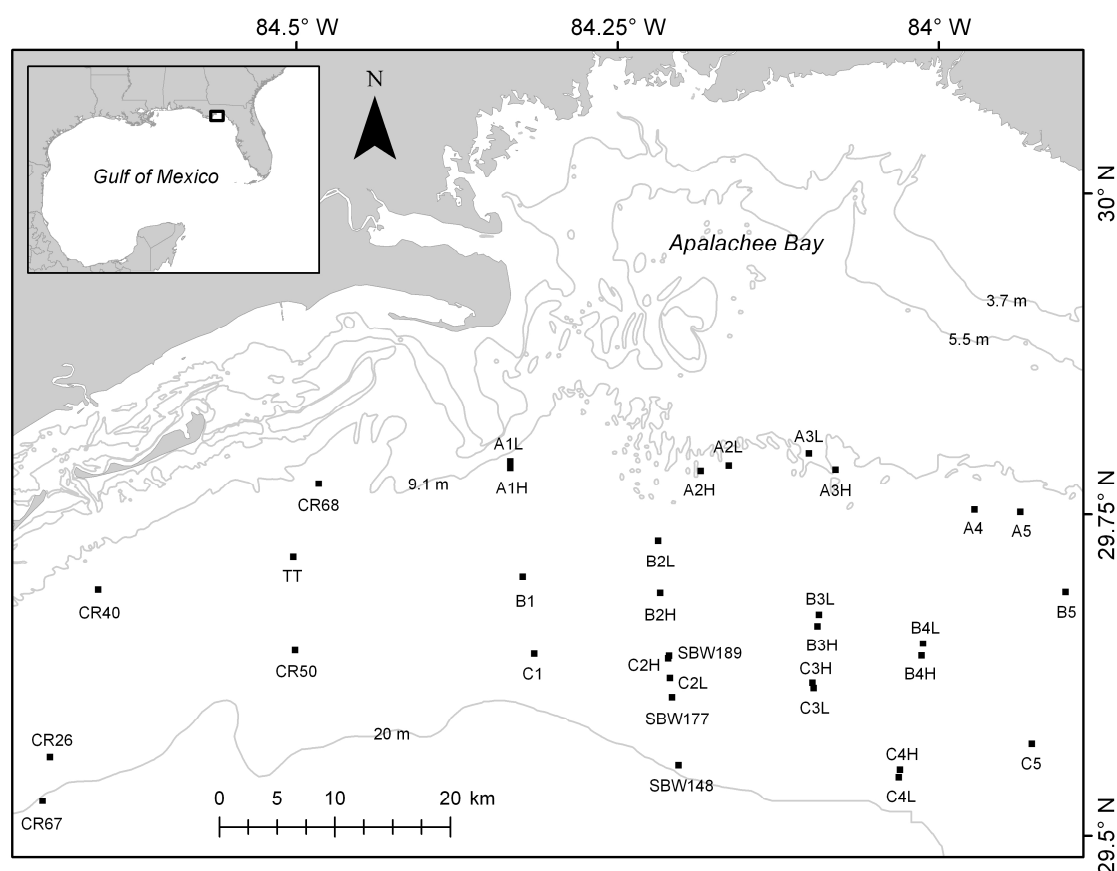 84.5° W
84.25° W
84° W
N
Gulf of Mexico
30° N
Apalachee Bay
3.7 m
5.5 m
A1L
A3L
A2L
9.1 m
A1H
A2H
A3H
CR68
29.75° N
A4
A5
B2L
TT
B1
B3L
CR40
B2H
B5
B4L
B3H
SBW189
C2H
C3H
CR50
C1
B4H
C2L
C3L
SBW177
20 m
CR26
C4H
C5
SBW148
C4L
0 5 10 20 km
CR67
29.5° N